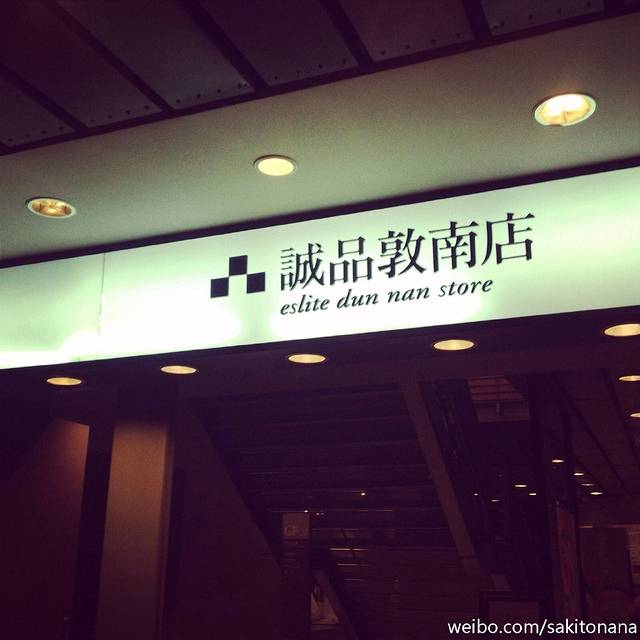 誠品敦南店
eslite dun nan store
weibo.com/sakitonana